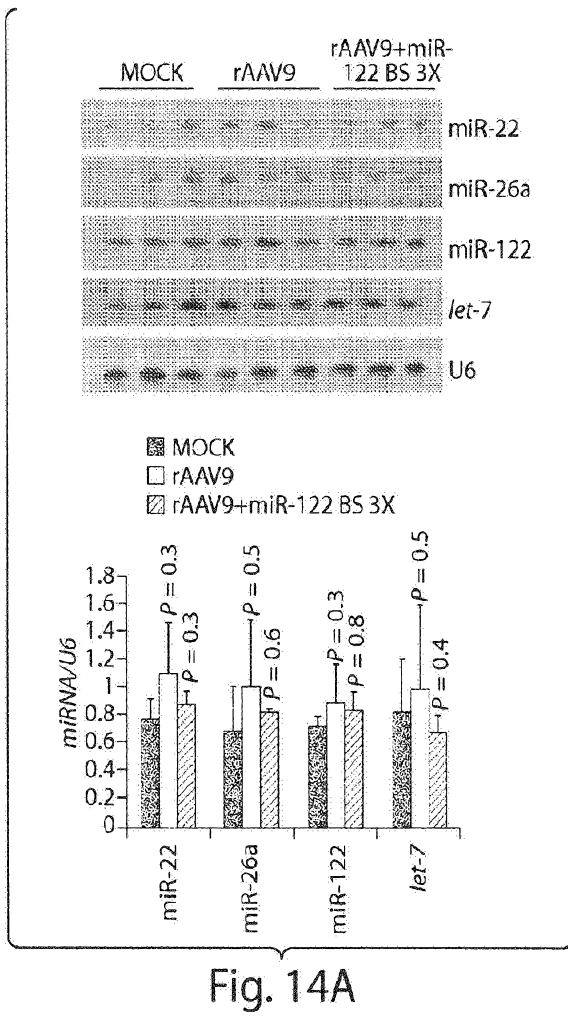 MOCK rAAV9 rAAV9+miR-
122 BS 3X
miR-22
miR-26a
miR-122
let-7
U6
MOCK
rAAV9
rAAV9+miR-122 BS 3X
miRNA/U6
1.8
1.6
1.4
1.2
1
0.8
0.6
0.4
0.2
0
P = 0.3
P = 0.3
P = 0.5
P = 0.6
P = 0.3
P = 0.8
P = 0.5
P = 0.4
miR-22
miR-26a
miR-122
let-7
Fig. 14A